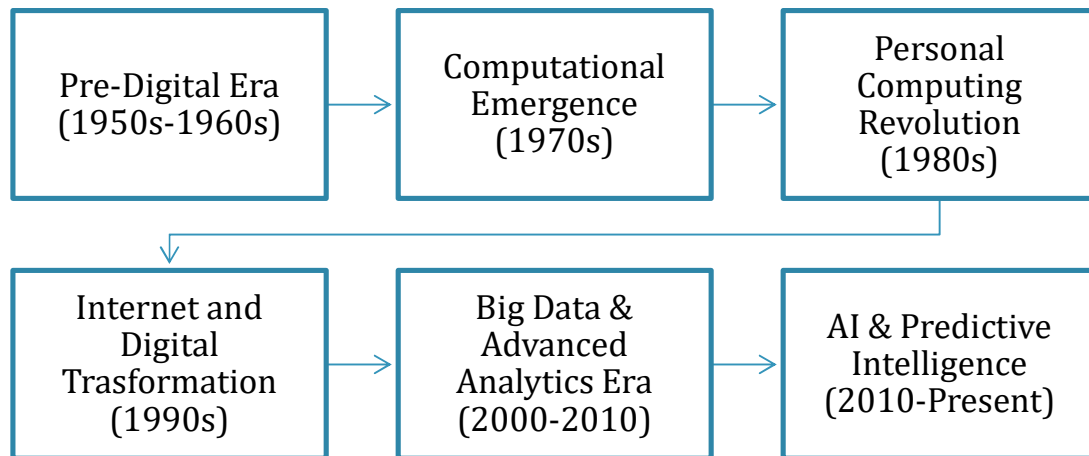 Pre-Digital Era
(1950s-1960s)
Computational
Emergence
(1970s)
Personal
Computing
Revolution
(1980s)
Internet and
Digital
Trasformation
(1990s)
Big Data &
Advanced
Analytics Era
(2000-2010)
AI & Predictive
Intelligence
(2010-Present)